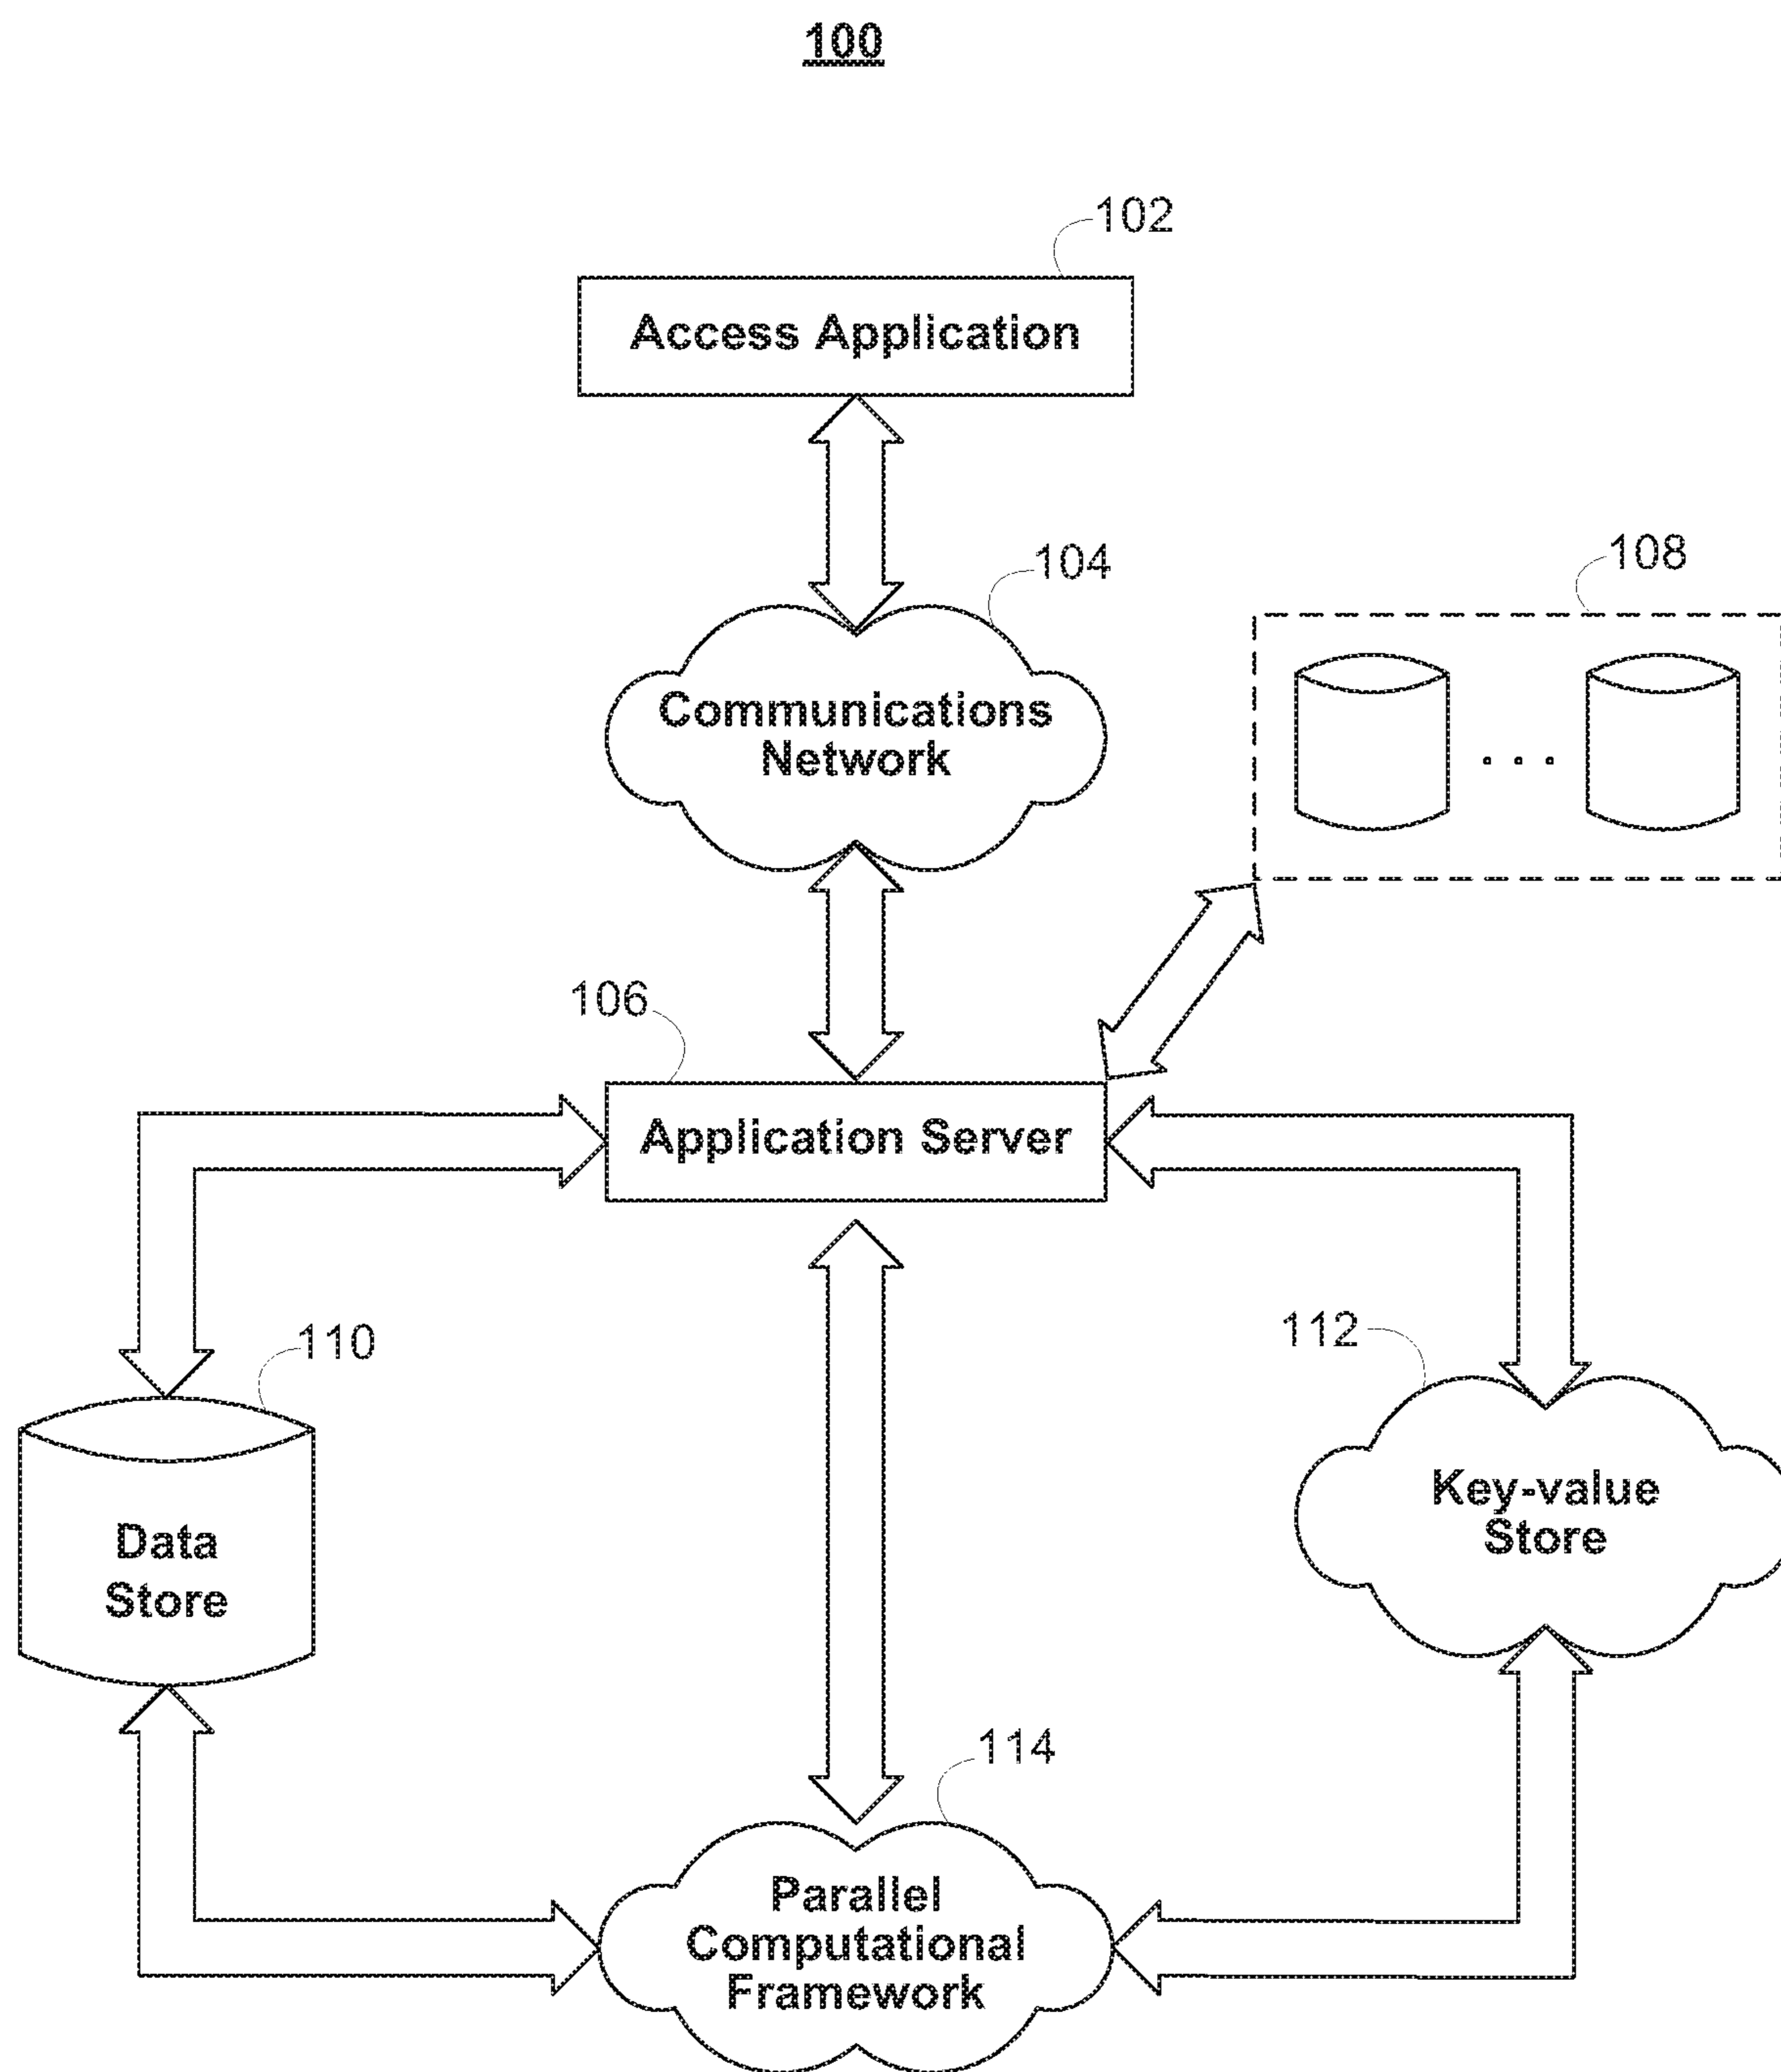 100
102
Access Application
104
108
Communications
Network
. . .
106
Application Server
110
112
Data
Store
Key-value
Store
114
Parallel
Computational
Framework